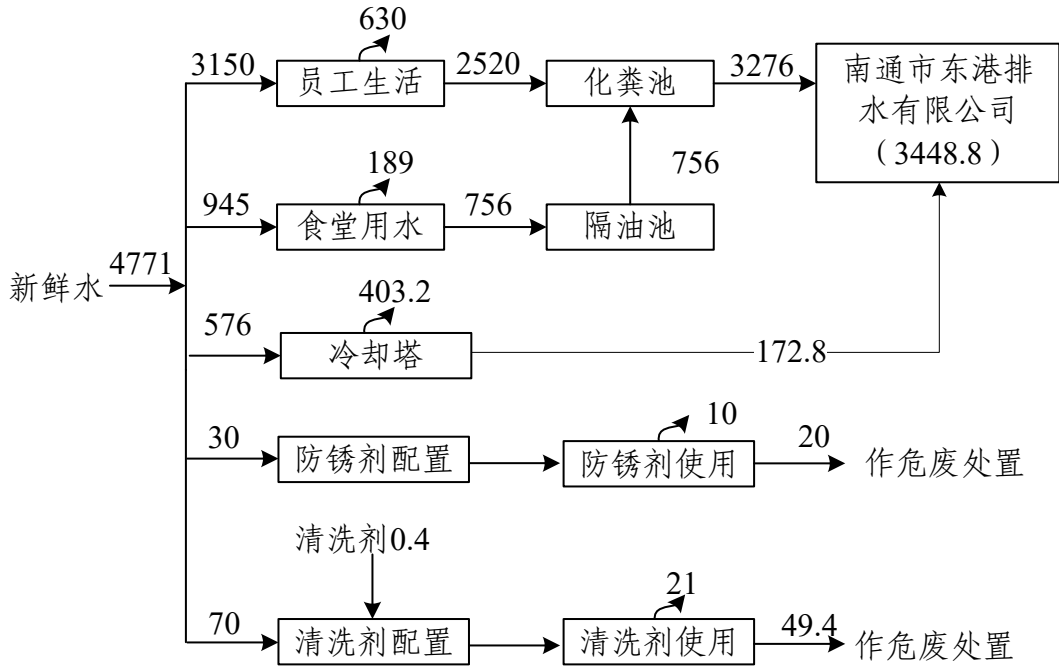 630
3150
员工生活
2520
化粪池
3276
南通市东港排
水有限公司
（3448.8）
189
756
945
食堂用水
756
隔油池
新鲜水
4771
403.2
576
冷却塔
172.8
30
防锈剂配置
10
防锈剂使用
20
作危废处置
清洗剂0.4
70
清洗剂配置
21
清洗剂使用
49.4
作危废处置